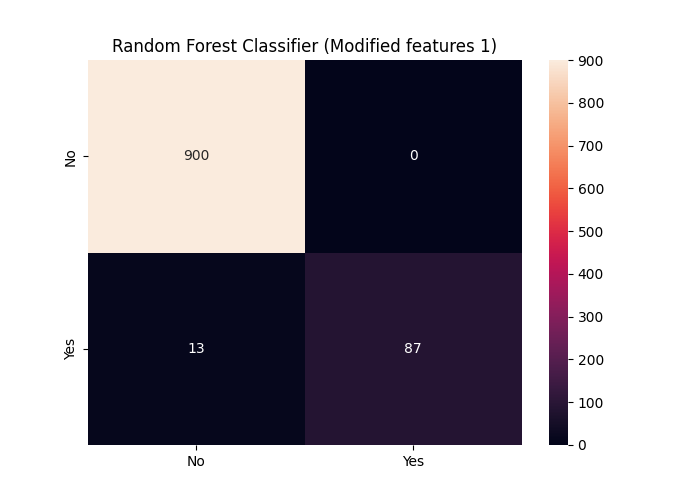 Random Forest Classifier (Modified features 1)
No
900
0
Yes
13
87
No
Yes
900
800
700
600
500
400
300
200
100
0